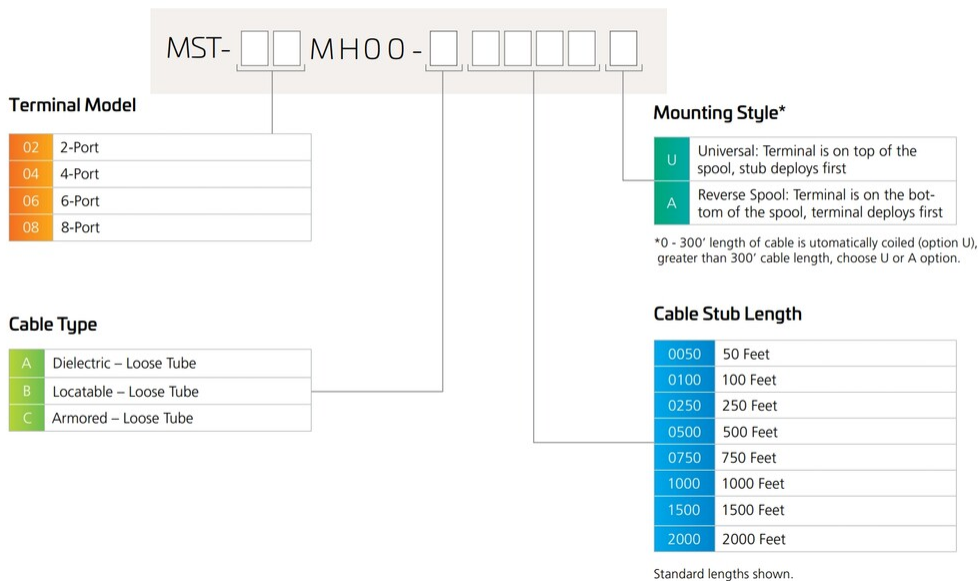 MST- MH00 -
Terminal Model
02 2-Port
04 4-Port
06 6-Port
08 8-Port
Cable Type
A Dielectric – Loose Tube
B Locatable – Loose Tube
C Armored – Loose Tube
Mounting Style*
U Universal: Terminal is on top of the
spool, stub deploys first
A Reverse Spool: Terminal is on the bot-
tom of the spool, terminal deploys first
*0 - 300’ length of cable is utomatically coiled (option U),
greater than 300’ cable length, choose U or A option.
Cable Stub Length
0050 50 Feet
0100 100 Feet
0250 250 Feet
0500 500 Feet
0750 750 Feet
1000 1000 Feet
1500 1500 Feet
2000 2000 Feet
Standard lengths shown.